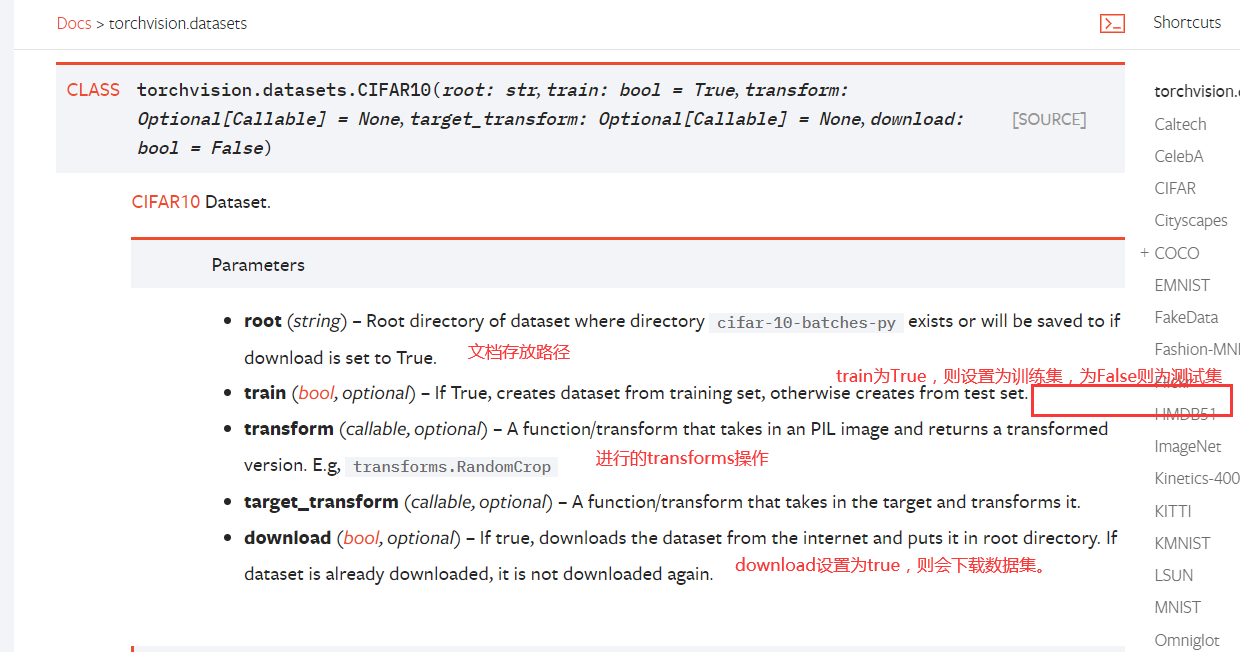 Docs > torchvision.datasets
Shortcuts
CLASS torchvision.datasets.CIFAR10(root: str, train: bool = True, transform:
Optional[Callable] = None, target_transform: Optional[Callable] = None, download:
bool = False)
[SOURCE]
CIFAR10 Dataset.
Parameters
• root (string) – Root directory of dataset where directory cifar-10-batches-py exists or will be saved to if
download is set to True.
文档存放路径
train为True，则设置为训练集，为False则为测试集
• train (bool, optional) – If True, creates dataset from training set, otherwise creates from test set.
• transform (callable, optional) – A function/transform that takes in an PIL image and returns a transformed
version. E.g, transforms.RandomCrop
进行的transforms操作
• target_transform (callable, optional) – A function/transform that takes in the target and transforms it.
• download (bool, optional) – If true, downloads the dataset from the internet and puts it in root directory. If
dataset is already downloaded, it is not downloaded again.
download设置为true，则会下载数据集。
torchvision.
Caltech
CelebA
CIFAR
Cityscapes
+ COCO
EMNIST
FakeData
Fashion-MNI
HMDB51
ImageNet
Kinetics-400
KITTI
KMNIST
LSUN
MNIST
Omniglot